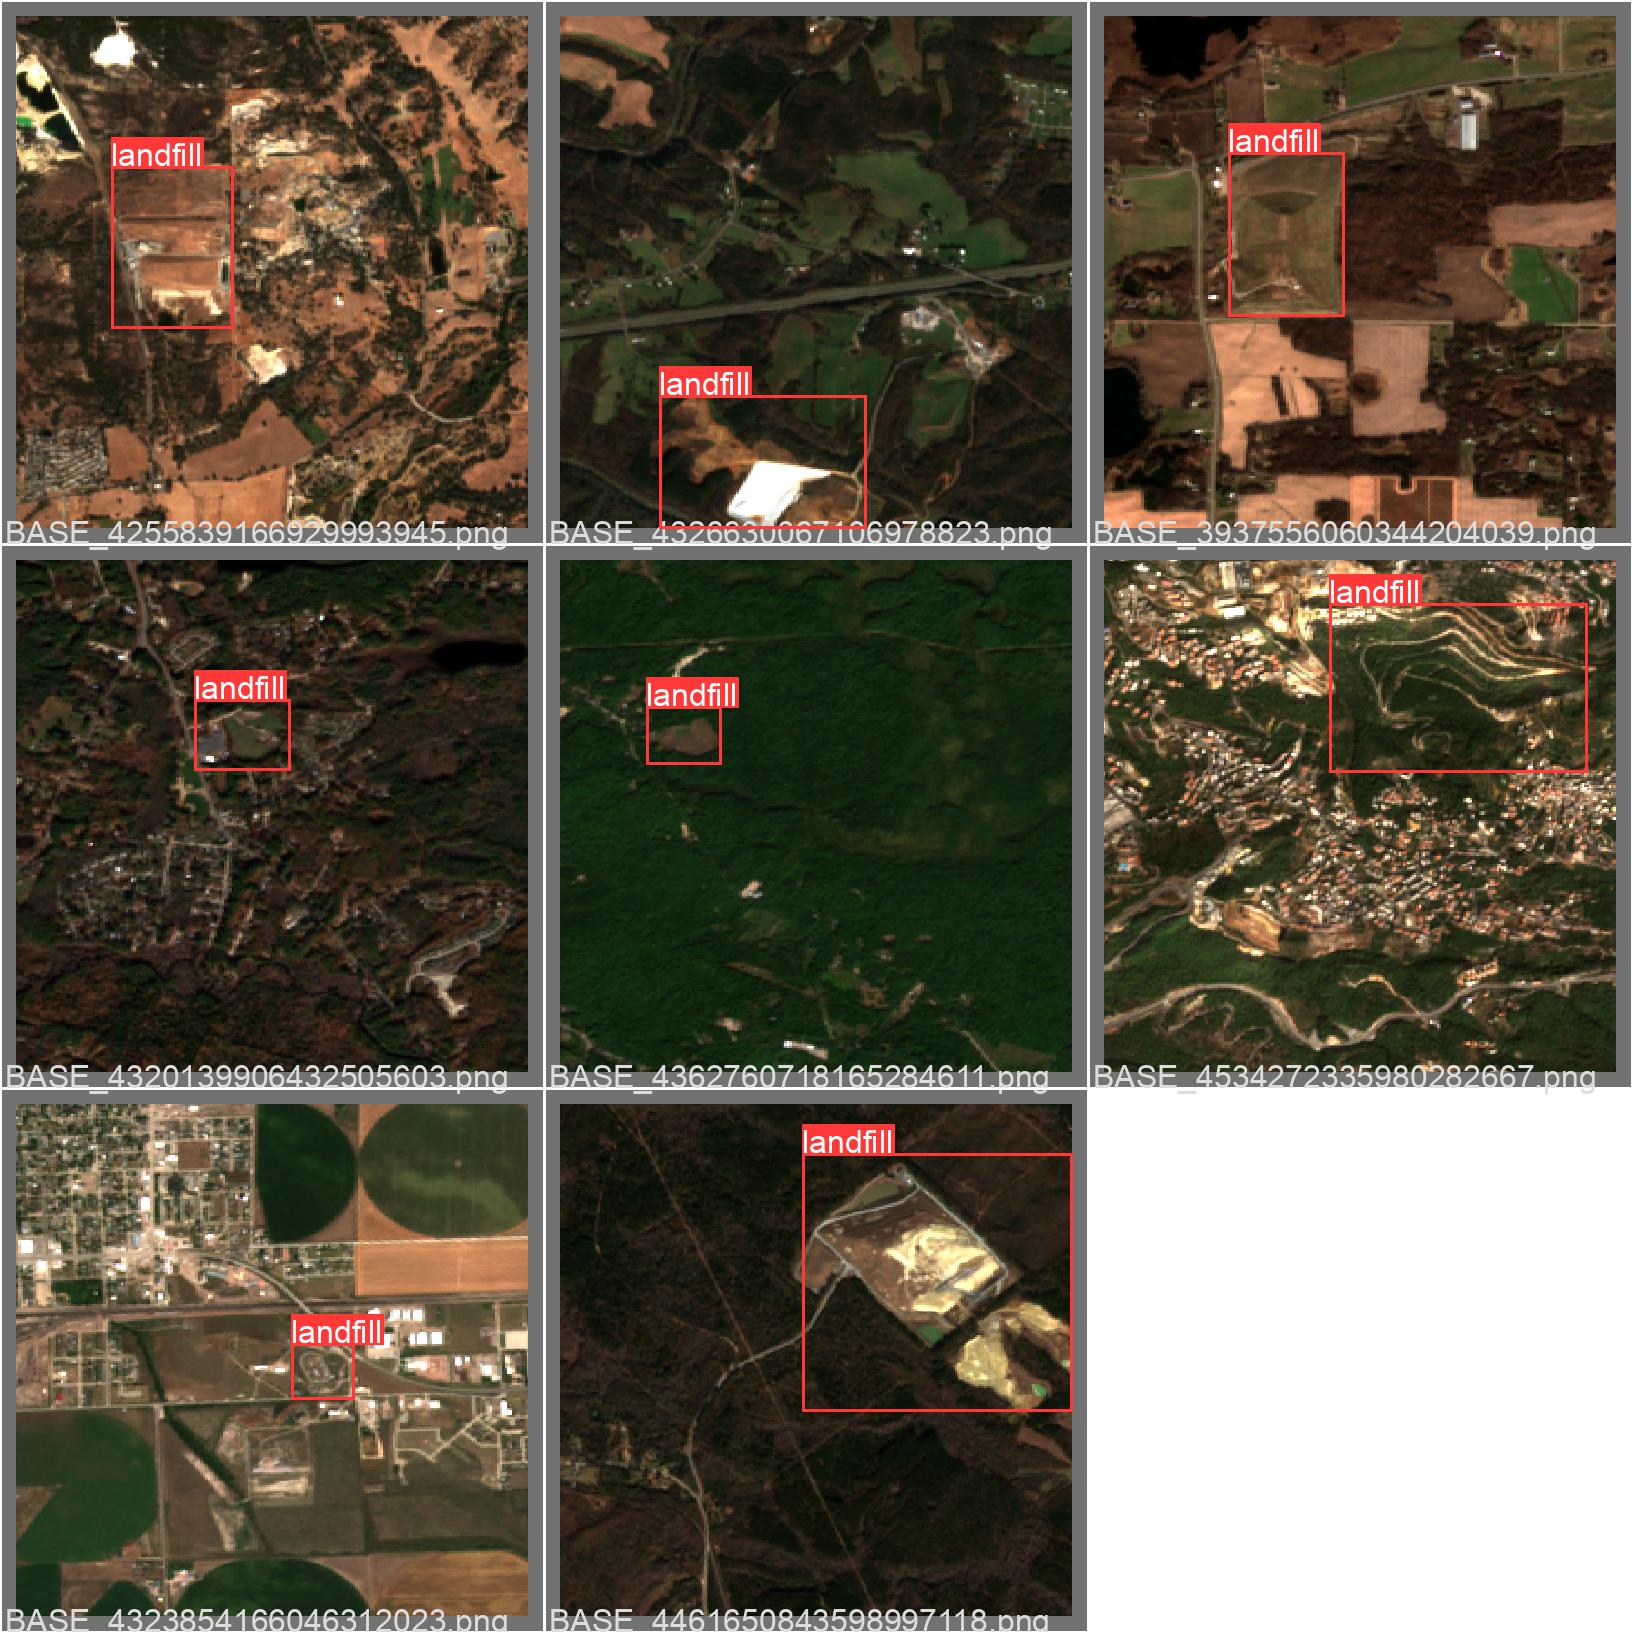 landfill
landfill
landfill
BASE_4255839166929993945.png
BASE_4326630067106978823.png
BASE_3937556060344204039.png
landfill
landfill
landfill
BASE_4320139906432505603.png
BASE_4362760718165284611.png
BASE_4534272335980282667.png
landfill
landfill
BASE_4323854166046312023.png
BASE_4461650843598997118.png